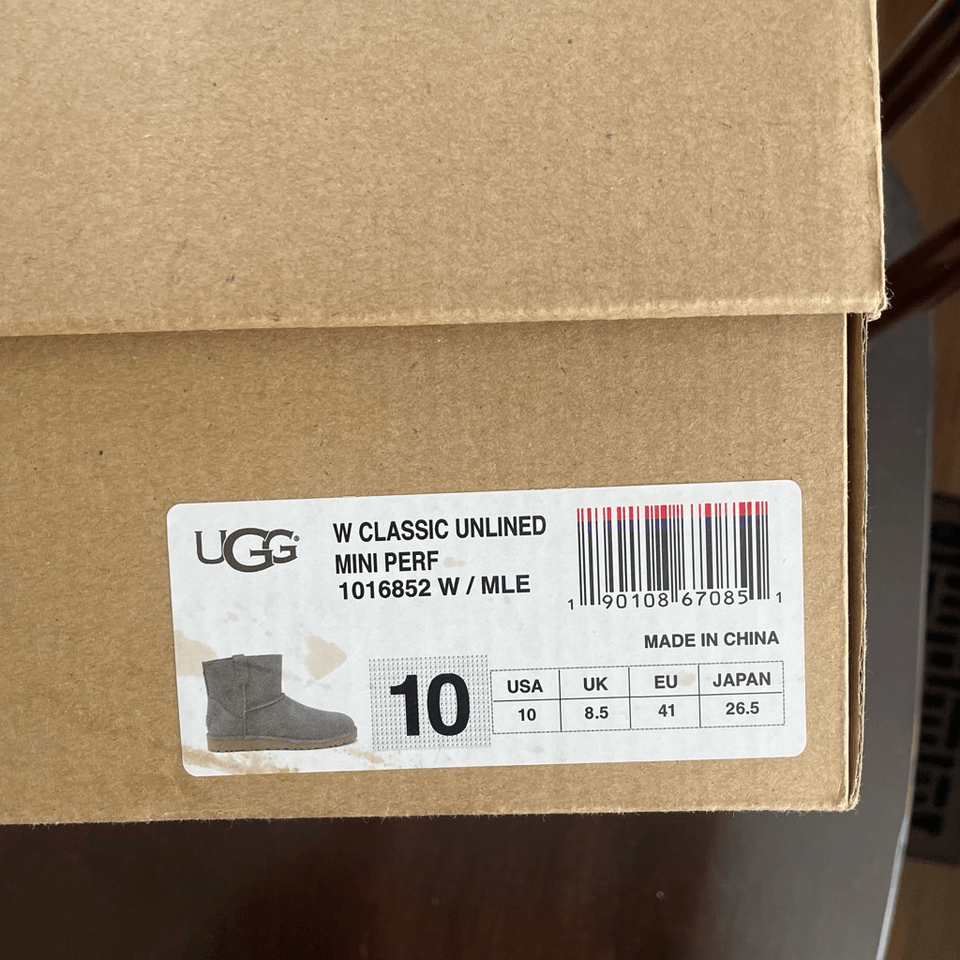 UGG®
W CLASSIC UNLINED
MINI PERF
1016852 W / MLE
1 90108 67085 1
MADE IN CHINA
10
USA UK EU JAPAN
10 8.5 41 26.5